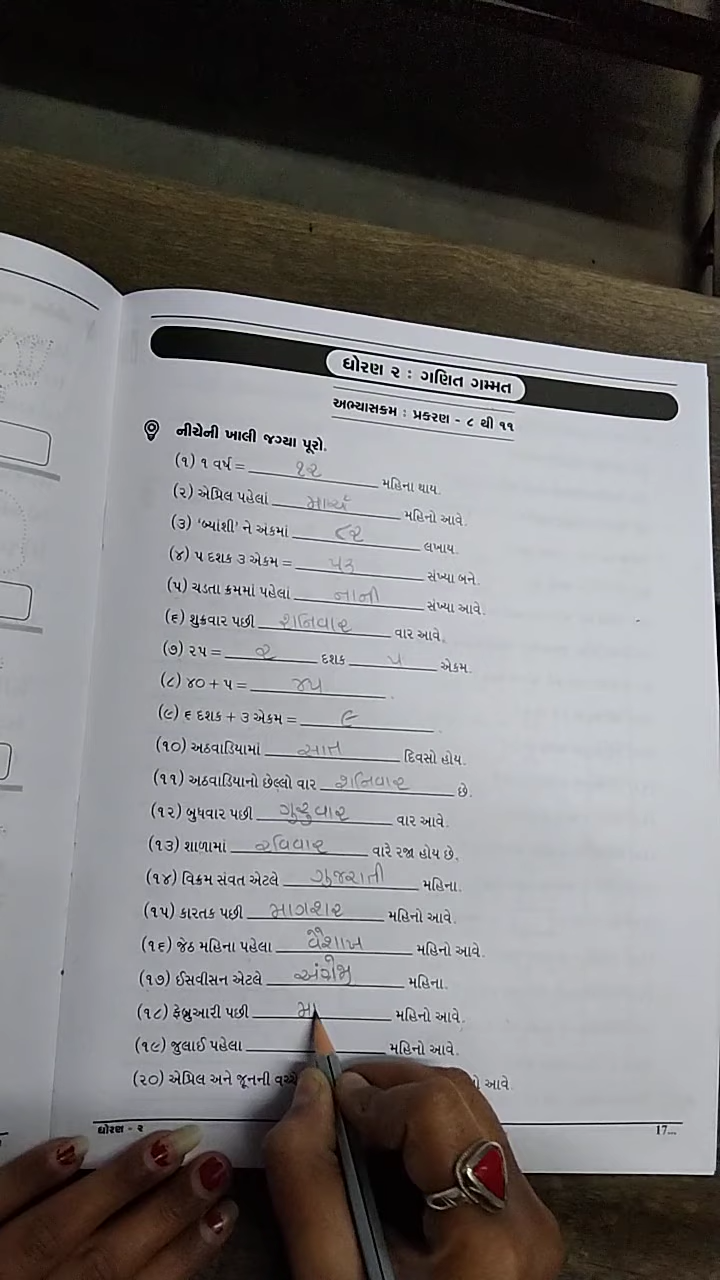 ધોરણ ૨ : ગણિત ગમ્મત
અભ્યાસક્રમ : પ્રકરણ - ૮ થી ૧૧
નીચેની ખાલી જગ્યા પૂરો.
(૧) ૧ વર્ષ = ૧૨ મહિના થાય.
(૨) એપ્રિલ પહેલાં માર્ચ મહિનો આવે.
(૩) 'બ્યાંશી' ને અંકમાં ૮૨ લખાય.
(૪) ૫ દશક ૩ એકમ = ૫૩ સંખ્યા બને.
(૫) ચડતા ક્રમમાં પહેલાં નાની સંખ્યા આવે.
(૬) શુક્રવાર પછી શનિવાર વાર આવે.
(૭) ૨૫ = ૨ દશક ૫ એકમ.
(૮) ૪૦ + ૫ = ૪૫ .
(૯) ૬ દશક + ૩ એકમ = ૯ .
(૧૦) અઠવાડિયામાં સાત દિવસો હોય.
(૧૧) અઠવાડિયાનો છેલ્લો વાર શનિવાર છે.
(૧૨) બુધવાર પછી ગુરુવાર વાર આવે.
(૧૩) શાળામાં રવિવાર વારે રજા હોય છે.
(૧૪) વિક્રમ સંવત એટલે ગુજરાતી મહિના.
(૧૫) કારતક પછી માગશર મહિનો આવે.
(૧૬) જેઠ મહિના પહેલા વૈશાખ મહિનો આવે.
(૧૭) ઈસવીસન એટલે અંગ્રેજી મહિના.
(૧૮) ફેબ્રુઆરી પછી મા મહિનો આવે.
(૧૯) જુલાઈ પહેલા મહિનો આવે.
(૨૦) એપ્રિલ અને જૂનની આવે.
ધોરણ - ૨ 17...